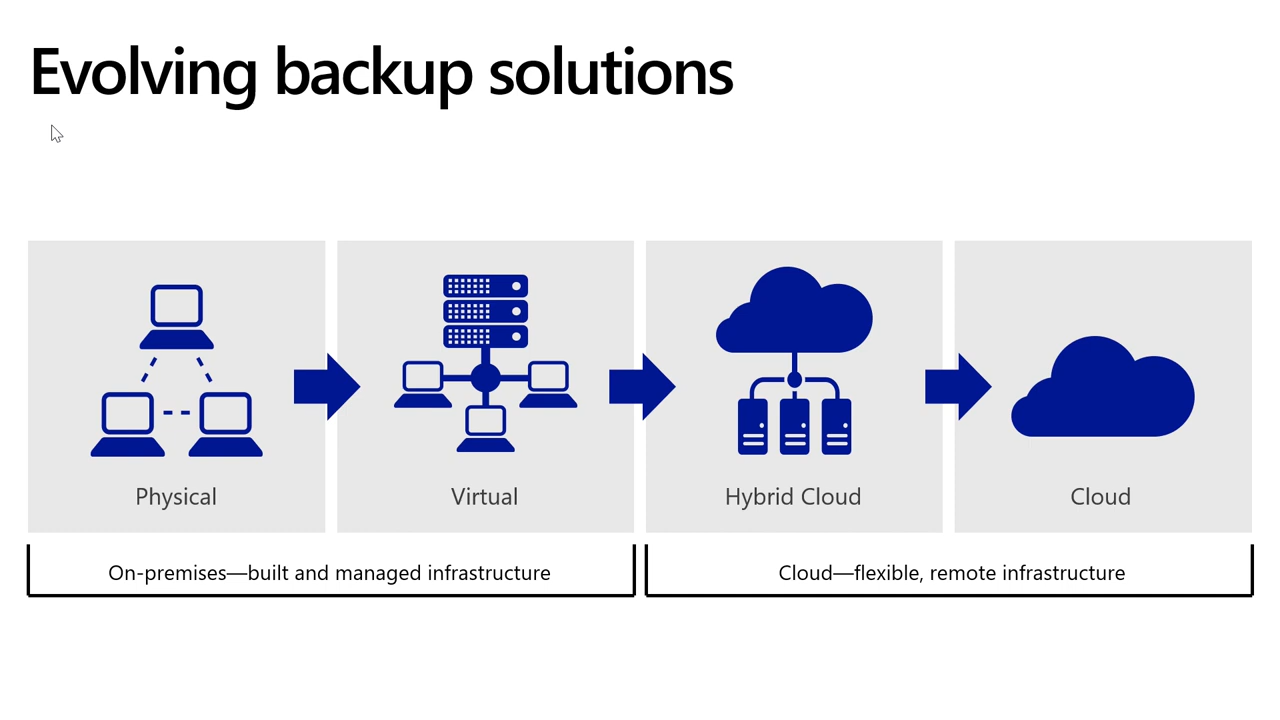 Evolving backup solutions
Physical
Virtual
Hybrid Cloud
Cloud
On-premises—built and managed infrastructure
Cloud—flexible, remote infrastructure